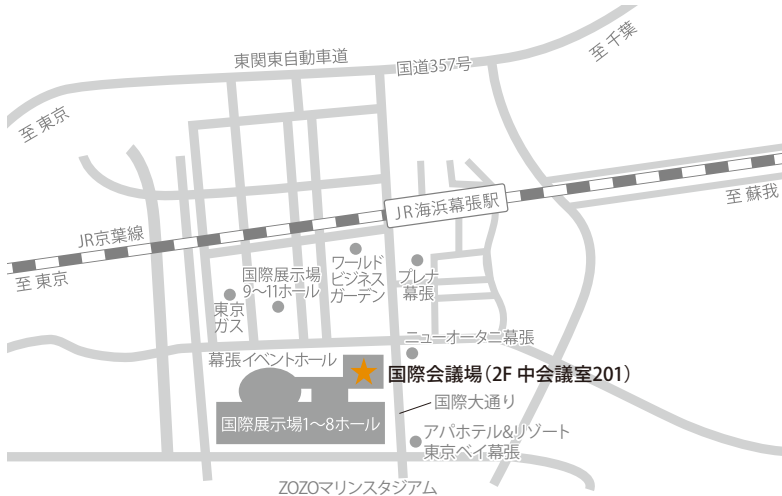 東関東自動車道
国道357号
至 千葉
至 東京
JR海浜幕張駅
至 蘇我
JR京葉線
至 東京
ワールド
ビジネス
ガーデン
プレナ
幕張
国際展示場
9〜11ホール
東京
ガス
ニューオータニ幕張
幕張イベントホール
国際会議場(2F 中会議室201)
国際大通り
国際展示場1〜8ホール
アパホテル&リゾート
東京ベイ幕張
ZOZOマリンスタジアム